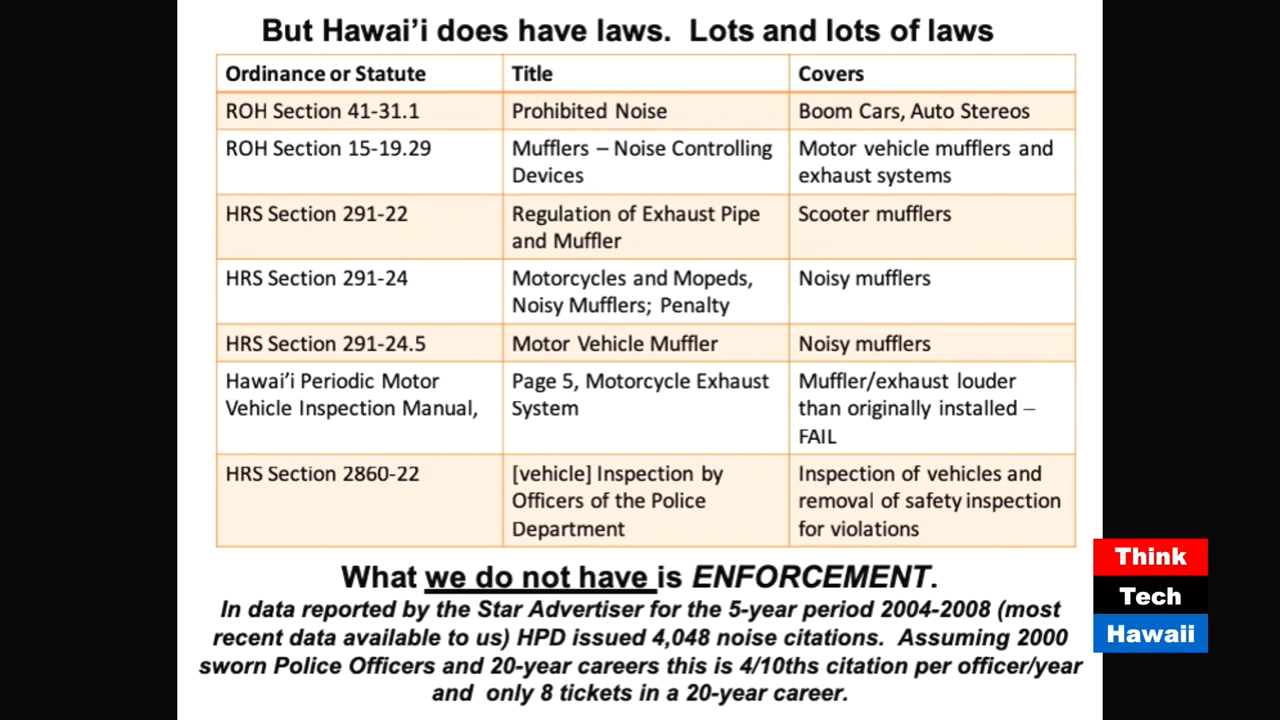 But Hawai’i does have laws.  Lots and lots of laws
Ordinance or Statute
Title
Covers
ROH Section 41-31.1
Prohibited Noise
Boom Cars, Auto Stereos
ROH Section 15-19.29
Mufflers – Noise Controlling
Devices
Motor vehicle mufflers and
exhaust systems
HRS Section 291-22
Regulation of Exhaust Pipe
and Muffler
Scooter mufflers
HRS Section 291-24
Motorcycles and Mopeds,
Noisy Mufflers; Penalty
Noisy mufflers
HRS Section 291-24.5
Motor Vehicle Muffler
Noisy mufflers
Hawai’i Periodic Motor
Vehicle Inspection Manual,
Page 5, Motorcycle Exhaust
System
Muffler/exhaust louder
than originally installed –
FAIL
HRS Section 2860-22
[vehicle] Inspection by
Officers of the Police
Department
Inspection of vehicles and
removal of safety inspection
for violations
What we do not have is ENFORCEMENT.
In data reported by the Star Advertiser for the 5-year period 2004-2008 (most
recent data available to us) HPD issued 4,048 noise citations.  Assuming 2000
sworn Police Officers and 20-year careers this is 4/10ths citation per officer/year
and  only 8 tickets in a 20-year career.
Think
Tech
Hawaii